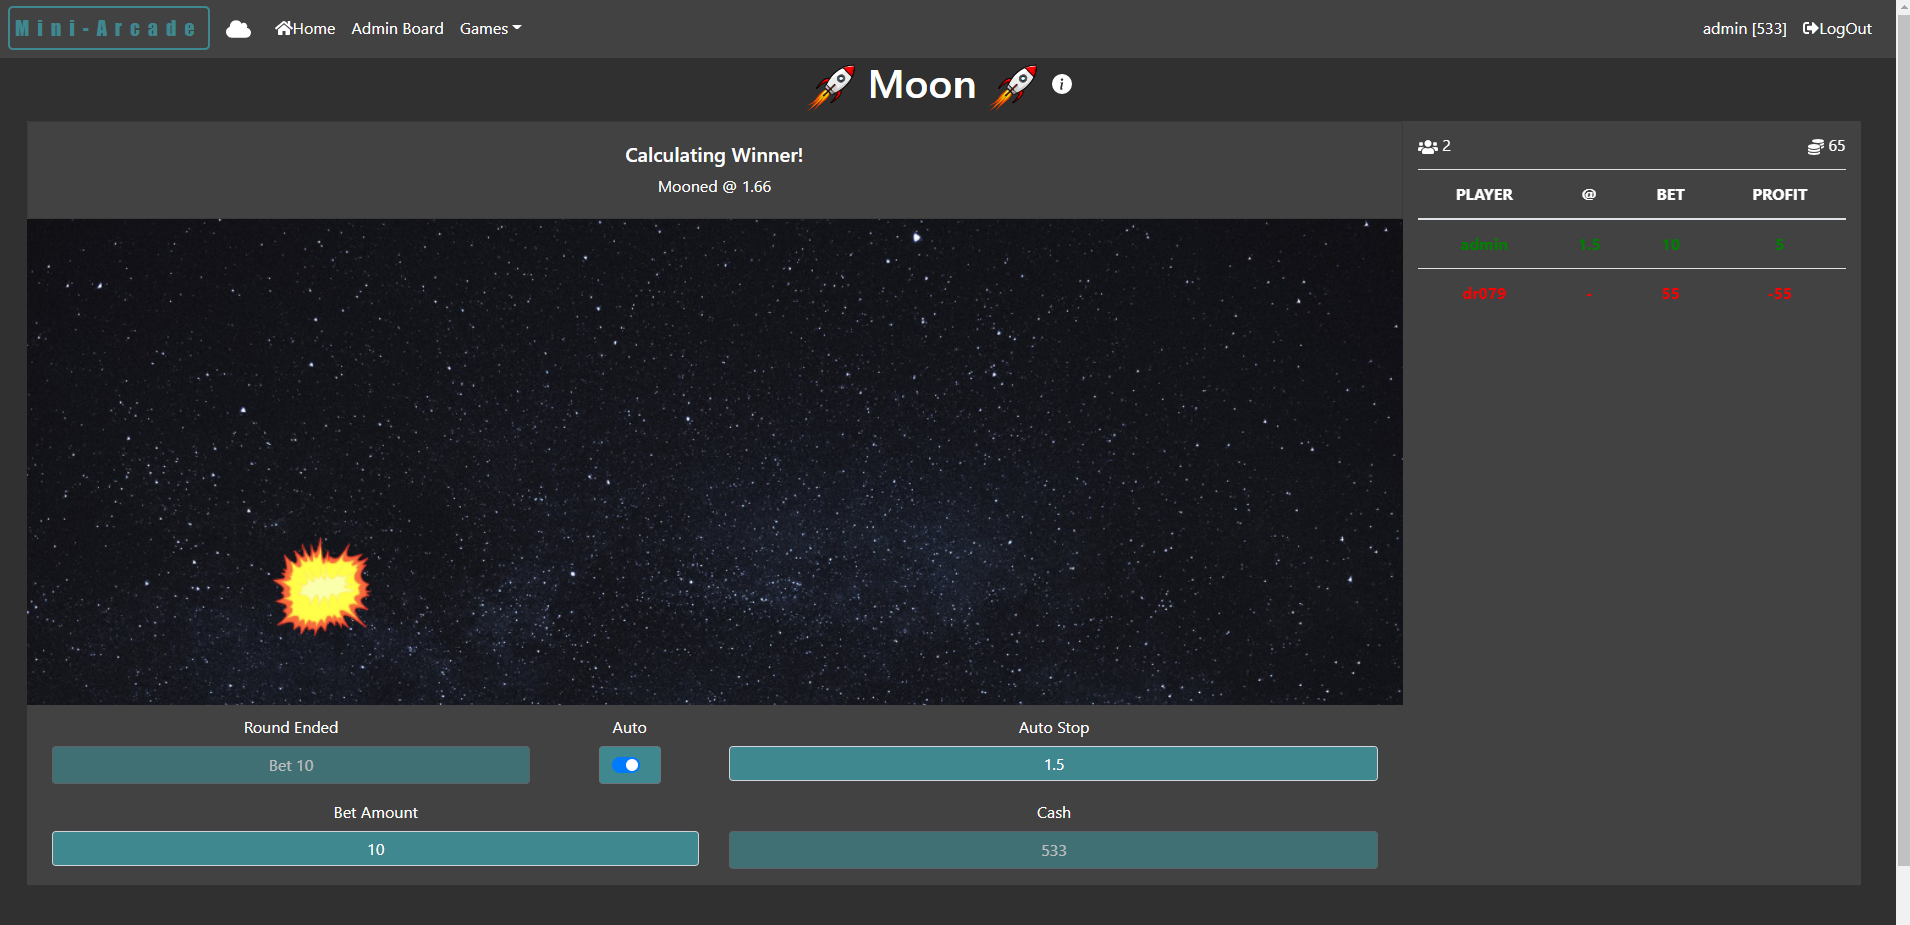 Mini-Arcade Home Admin Board Games admin [533] LogOut
Moon
Calculating Winner!
Mooned @ 1.66
2 65
PLAYER @ BET PROFIT
admin 1.5 10 5
dr079 - 55 -55
Round Ended Auto Auto Stop
Bet 10 1.5
Bet Amount Cash
10 533